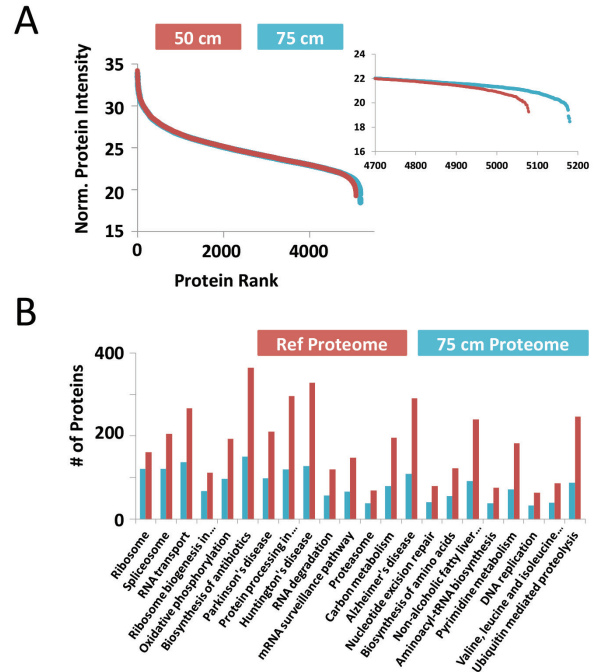 A
50 cm
75 cm
Norm. Protein Intensity
35
30
25
20
15
0
2000
4000
Protein Rank
24
22
20
18
16
4700
4800
4900
5000
5100
5200
B
Ref Proteome
75 cm Proteome
# of Proteins
400
200
0
Ribosome
Spliceosome
RNA transport
Ribosome biogenesis in...
Oxidative phosphorylation
Biosynthesis of antibiotics
Parkinson's disease
Protein processing in...
Huntington's disease
RNA degradation
mRNA surveillance pathway
Proteasome
Carbon metabolism
Alzheimer's disease
Nucleotide excision repair
Biosynthesis of amino acids
Non-alcoholic fatty liver...
Aminoacyl-tRNA biosynthesis
Pyrimidine metabolism
DNA replication
Valine, leucine and isoleucine...
Ubiquitin mediated proteolysis